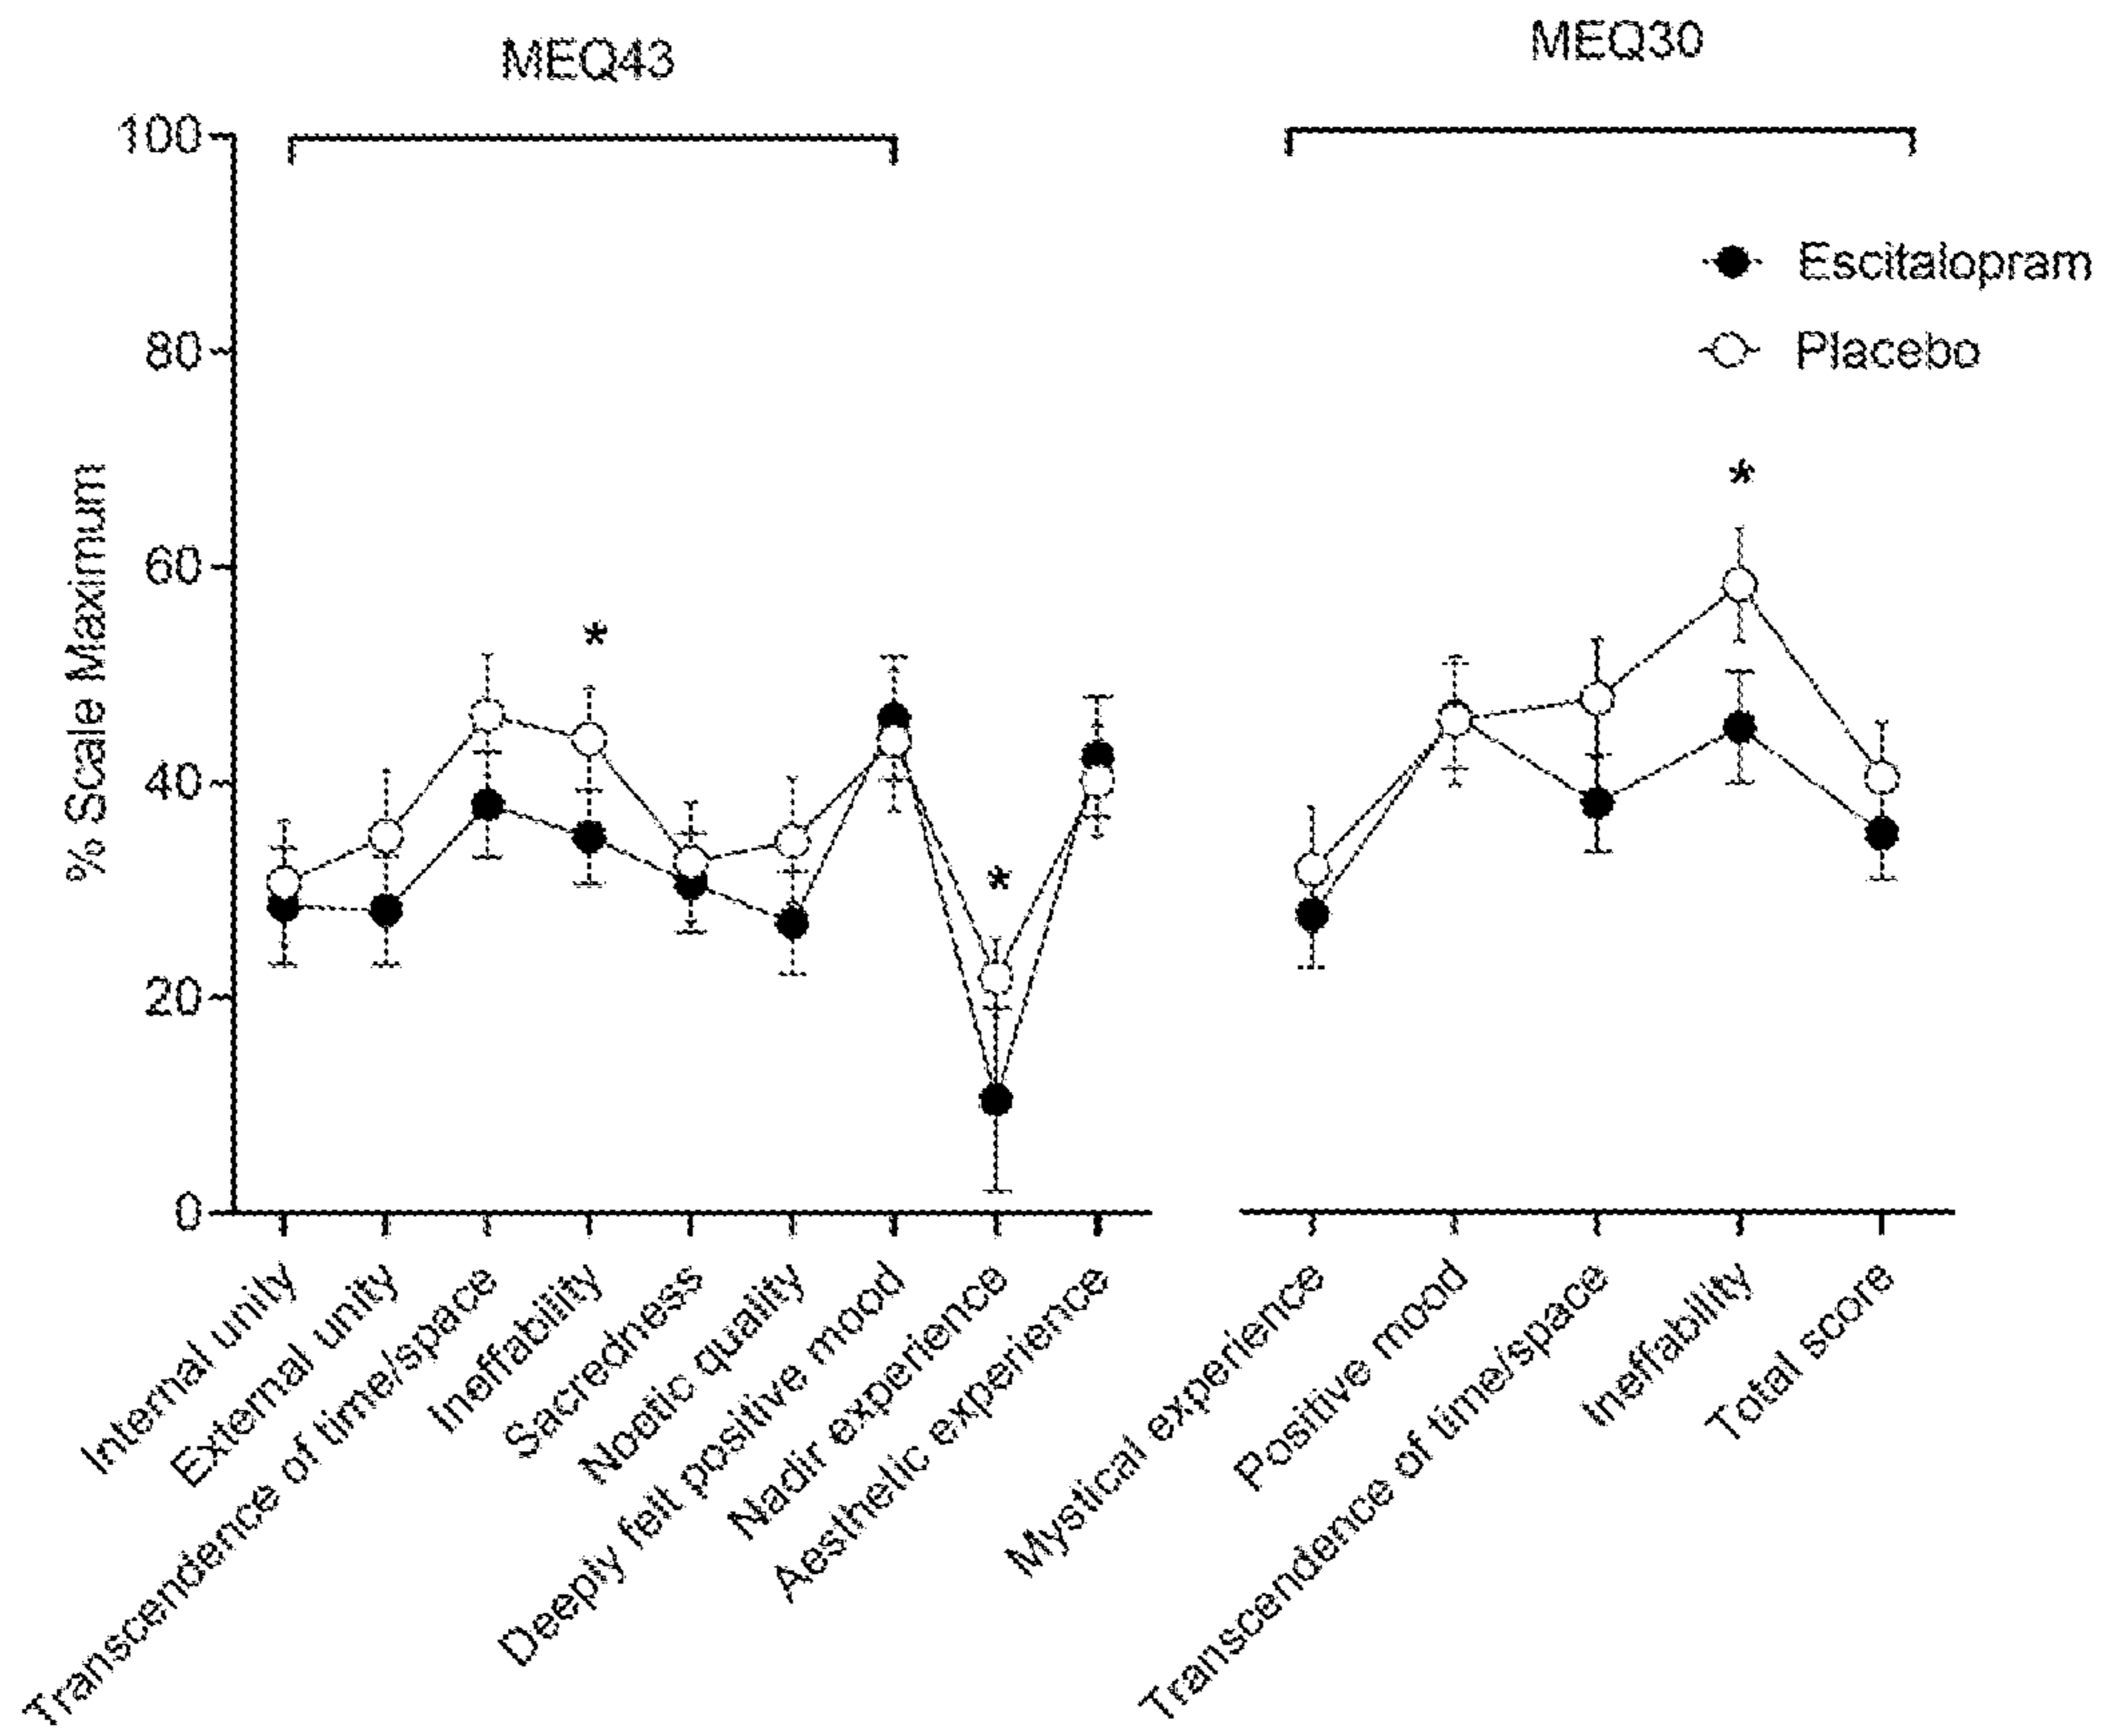 MEQ43
MEQ30
100
80
60
40
20
0
% Scale Maximum
Escitalopram
Placebo
*
*
*
Internal unity
External unity
Transcendence of time/space
Ineffability
Sacredness
Noetic quality
Deeply felt positive mood
Nadir experience
Aesthetic experience
Mystical experience
Positive mood
Transcendence of time/space
Ineffability
Total score